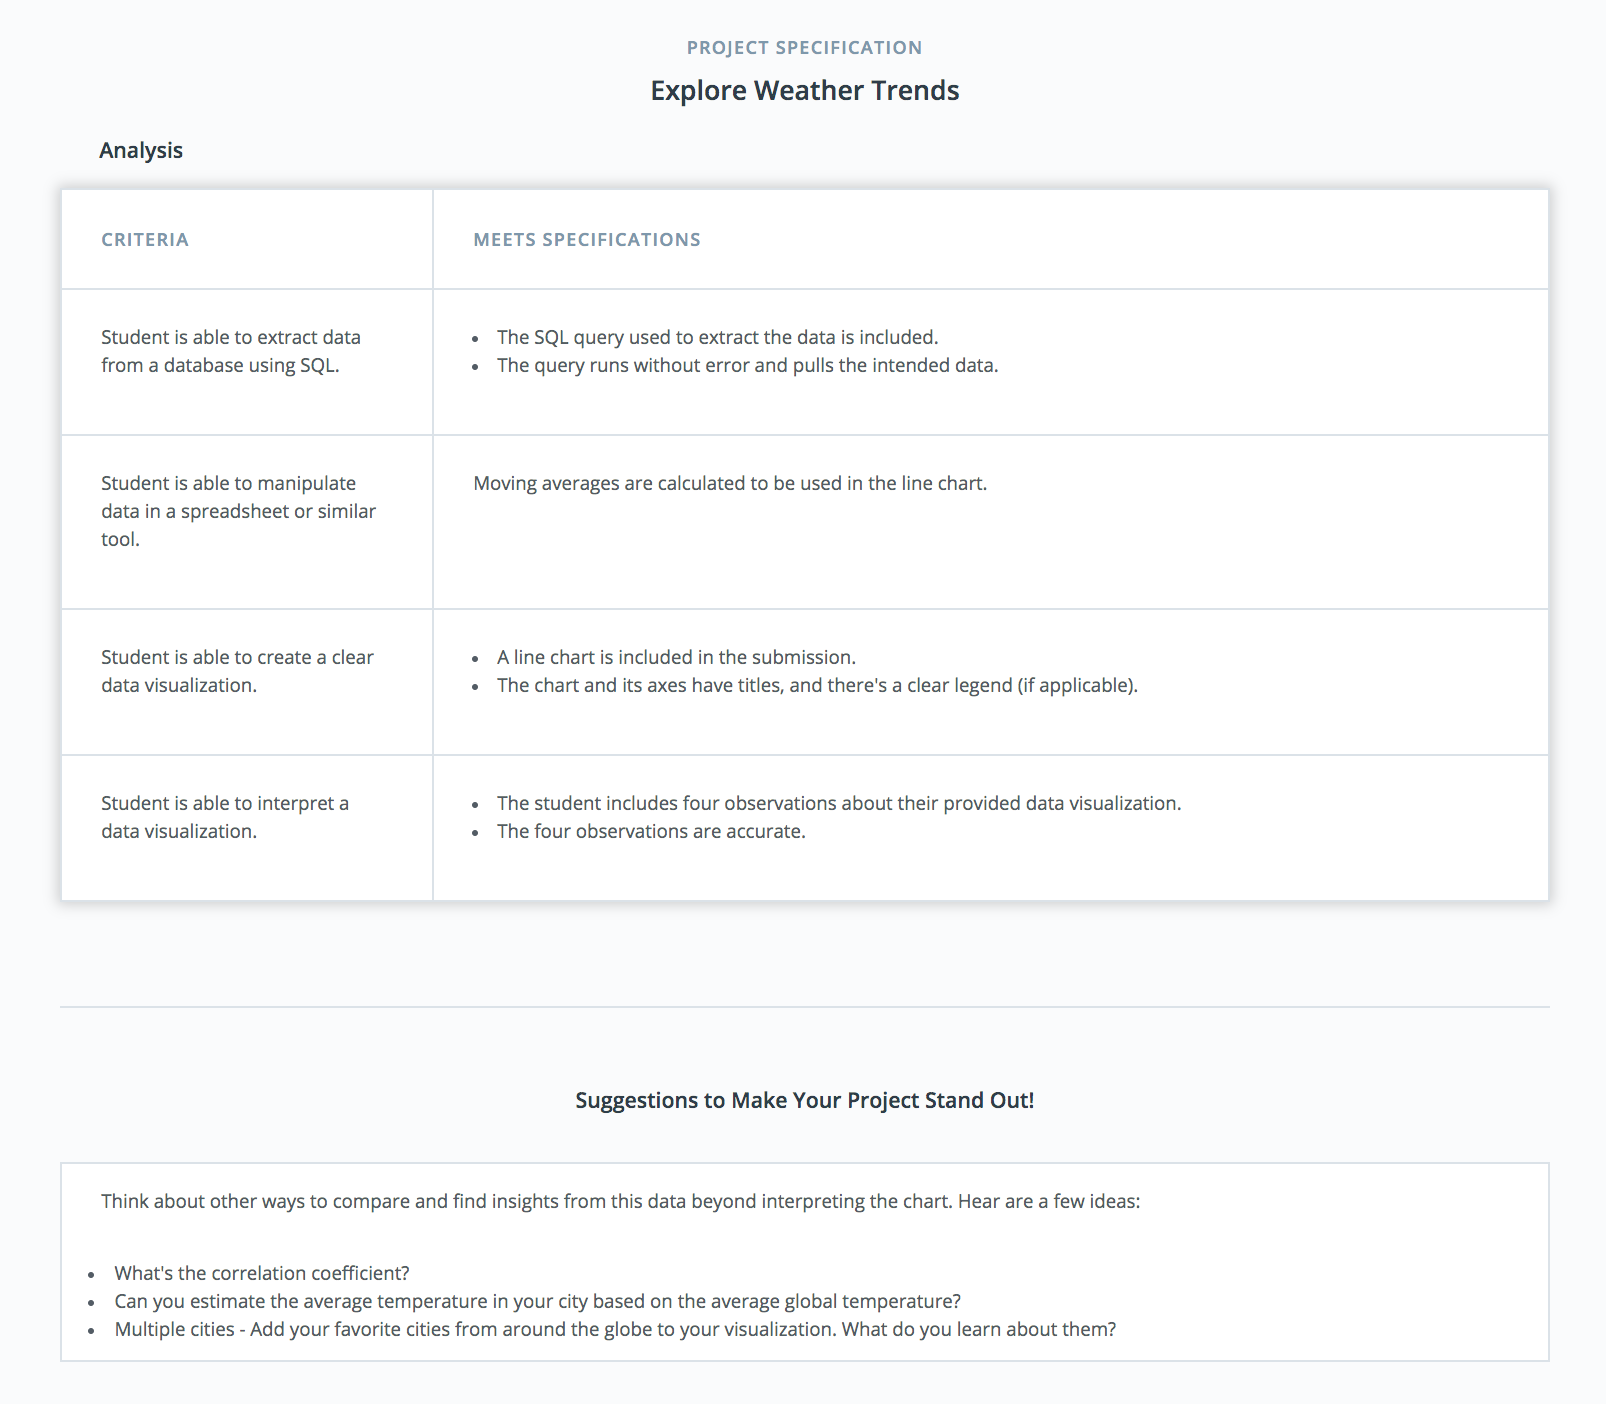 PROJECT SPECIFICATION
Explore Weather Trends
Analysis
CRITERIA
MEETS SPECIFICATIONS
Student is able to extract data
from a database using SQL.
• The SQL query used to extract the data is included.
• The query runs without error and pulls the intended data.
Student is able to manipulate
data in a spreadsheet or similar
tool.
Moving averages are calculated to be used in the line chart.
Student is able to create a clear
data visualization.
• A line chart is included in the submission.
• The chart and its axes have titles, and there's a clear legend (if applicable).
Student is able to interpret a
data visualization.
• The student includes four observations about their provided data visualization.
• The four observations are accurate.
Suggestions to Make Your Project Stand Out!
Think about other ways to compare and find insights from this data beyond interpreting the chart. Hear are a few ideas:
• What's the correlation coefficient?
• Can you estimate the average temperature in your city based on the average global temperature?
• Multiple cities - Add your favorite cities from around the globe to your visualization. What do you learn about them?